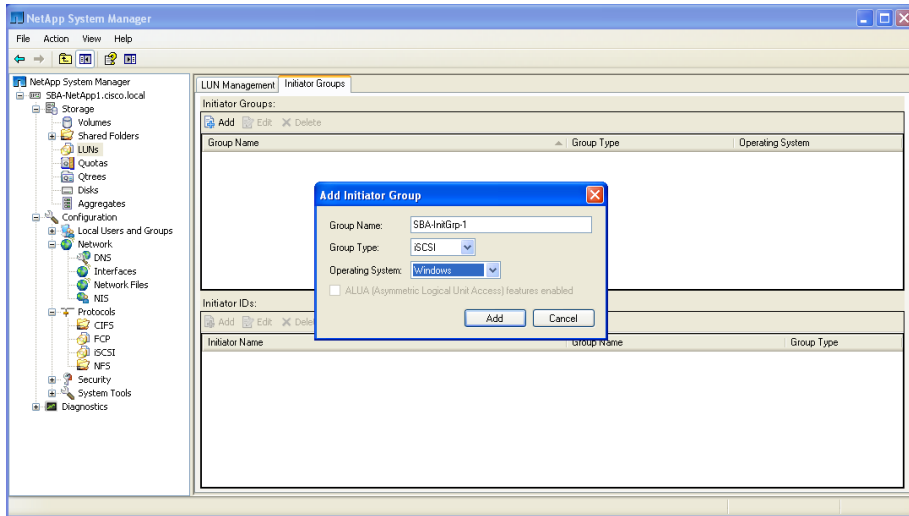 NetApp System Manager
File Action View Help
NetApp System Manager
SBA-NetApp1.cisco.local
Storage
Volumes
Shared Folders
LUNs
Quotas
Qtrees
Disks
Aggregates
Configuration
Local Users and Groups
Network
DNS
Interfaces
Network Files
NIS
Protocols
CIFS
FCP
iSCSI
NFS
Security
System Tools
Diagnostics
LUN Management Initiator Groups
Initiator Groups:
Add Edit Delete
Group Name Group Type Operating System
Add Initiator Group
Group Name: SBA-InitGrp-1
Group Type: iSCSI
Operating System: Windows
ALUA (Asymmetric Logical Unit Access) features enabled
Add Cancel
Initiator IDs:
Add Edit Dele
Initiator Name Group Name Group Type